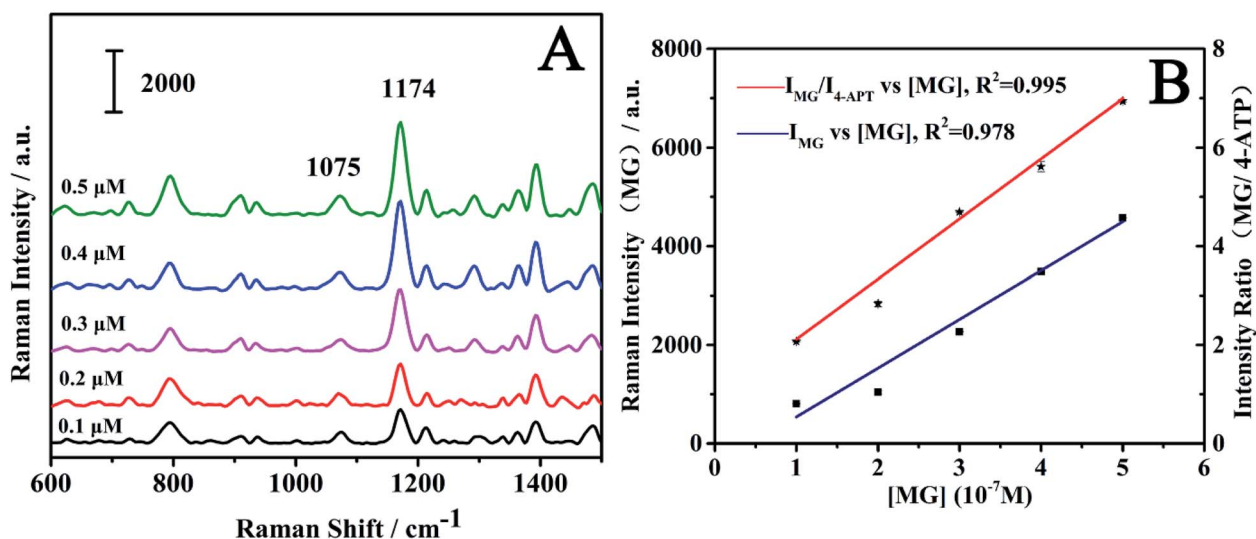 A
2000
1174
1075
0.5 µM
0.4 µM
0.3 µM
0.2 µM
0.1 µM
Raman Intensity / a.u.
600 800 1000 1200 1400
Raman Shift / cm-1
B
I MG/I 4-APT vs [MG], R2=0.995
I MG vs [MG], R2=0.978
Raman Intensity （MG）/ a.u.
8000
6000
4000
2000
0
Intensity Ratio （MG/ 4-ATP）
8
6
4
2
0
0 1 2 3 4 5 6
[MG] (10-7M)